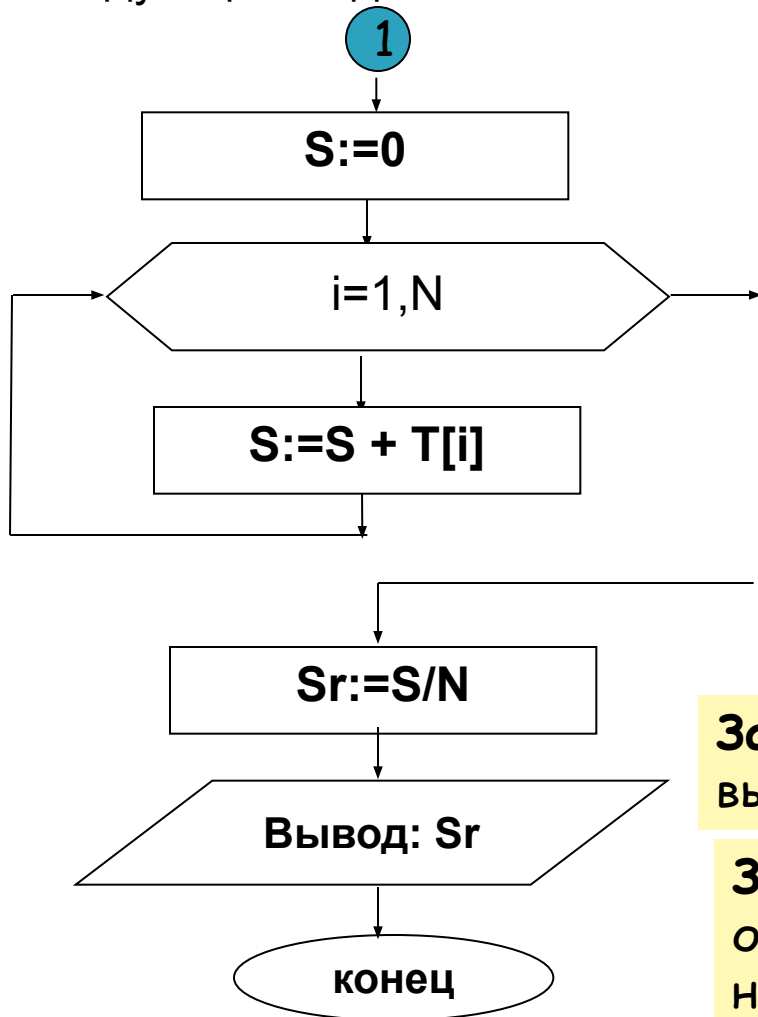 1
S:=0
i=1,N
S:=S + T[i]
Sr:=S/N
Вывод: Sr
конец